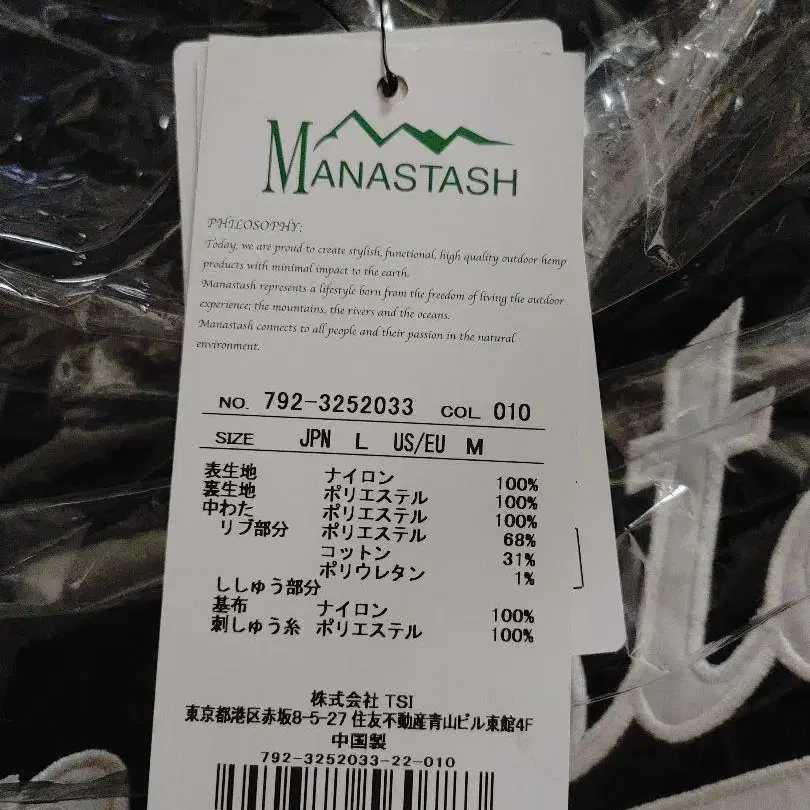 MANASTASH
PHILOSOPHY:
Today, we are proud to create stylish, functional, high quality outdoor hemp
products with minimal impact to the earth.
Manastash represents a lifestyle born from the freedom of living the outdoor
experience; the mountains, the rivers and the oceans.
Manastash connects to all people and their passion in the natural
environment.
NO. 792-3252033 COL 010
SIZE JPN L US/EU M
表生地 ナイロン 100%
裏生地 ポリエステル 100%
中わた ポリエステル 100%
リブ部分 ポリエステル 68%
コットン 31%
ポリウレタン 1%
ししゅう部分
基布 ナイロン 100%
刺しゅう糸 ポリエステル 100%
株式会社 TSI
東京都港区赤坂8-5-27 住友不動産青山ビル東館4F
中国製
792-3252033-22-010